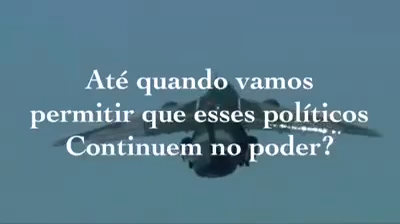 Até quando vamos
permitir que esses políticos
Continuem no poder?